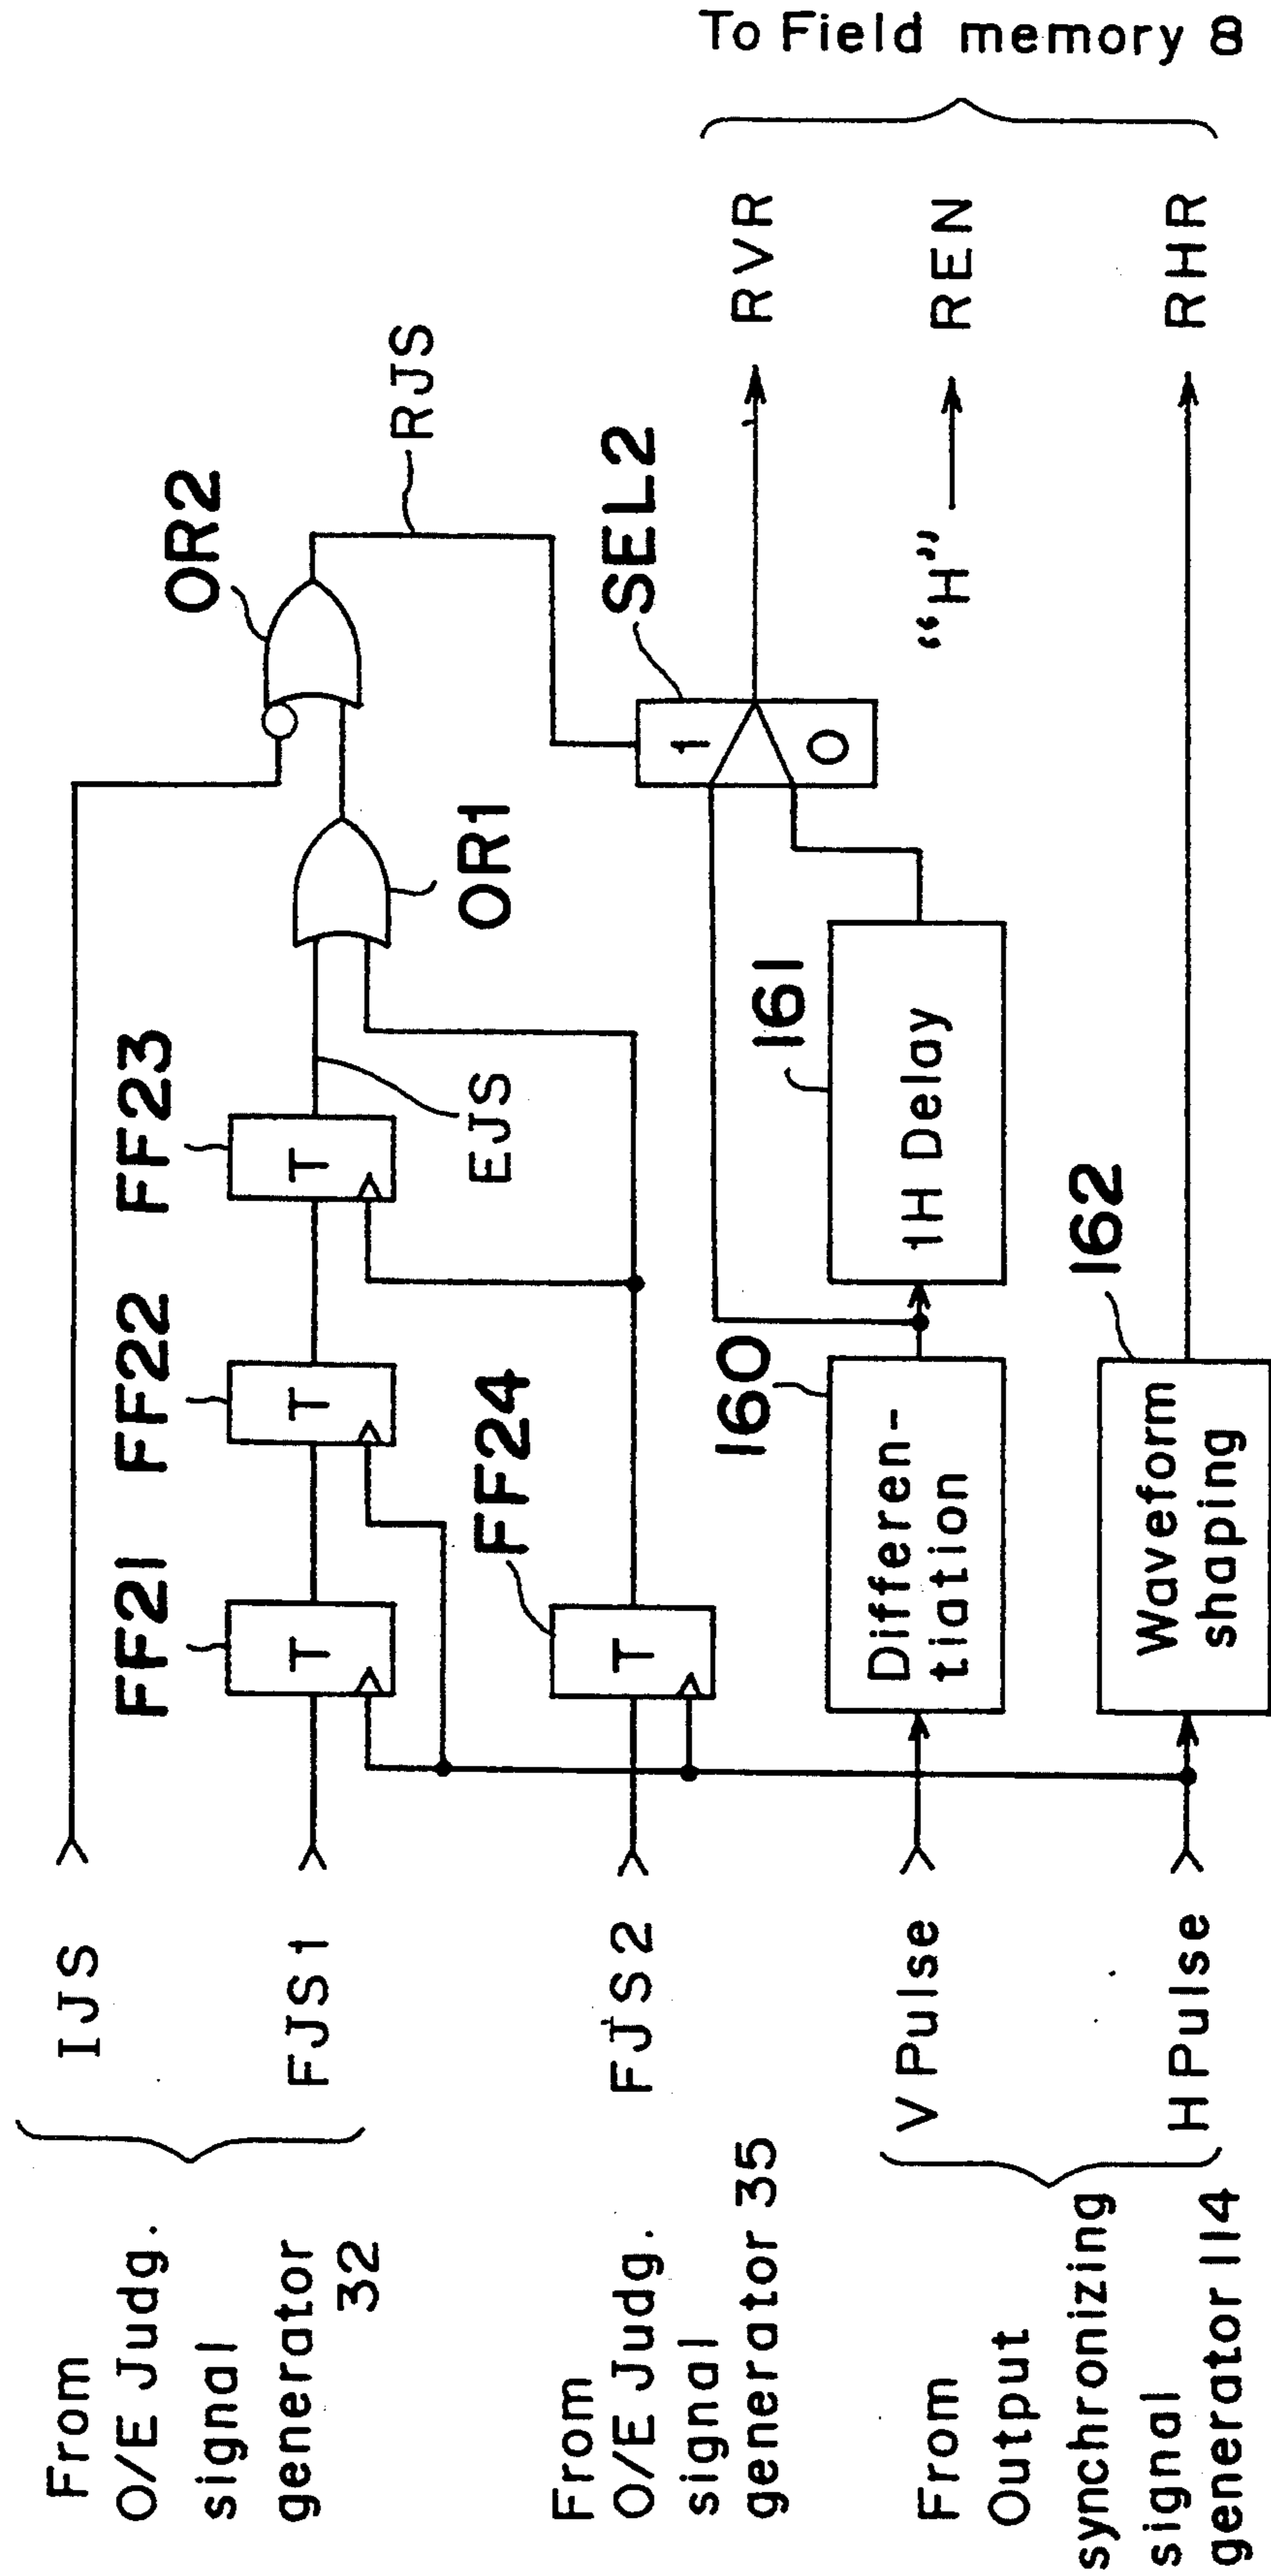 From
O/E Judg.
signal
generator
32
IJS
FJS1
From
O/E Judg.
signal
generator 35
FJS2
From
Output
synchronizing
signal
generator 114
V Pulse
H Pulse
FF21
T
FF22
T
FF23
T
FF24
T
EJS
OR1
OR2
RJS
160
Differen-
tiation
161
1H Delay
162
Waveform
shaping
SEL2
1
0
"H"
RVR
REN
RHR
To Field memory 8